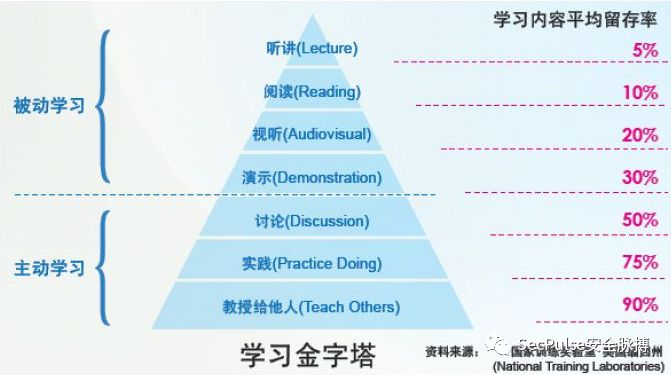 学习内容平均留存率
听讲(Lecture)
5%
阅读(Reading)
10%
被动学习
视听(Audiovisual)
20%
演示(Demonstration)
30%
讨论(Discussion)
50%
主动学习
实践(Practice Doing)
75%
教授给他人(Teach Others)
90%
学习金字塔
资料来源:
国家训练实验室 美国缅因州
SecPulse安全脉搏
(National Training Laboratories)